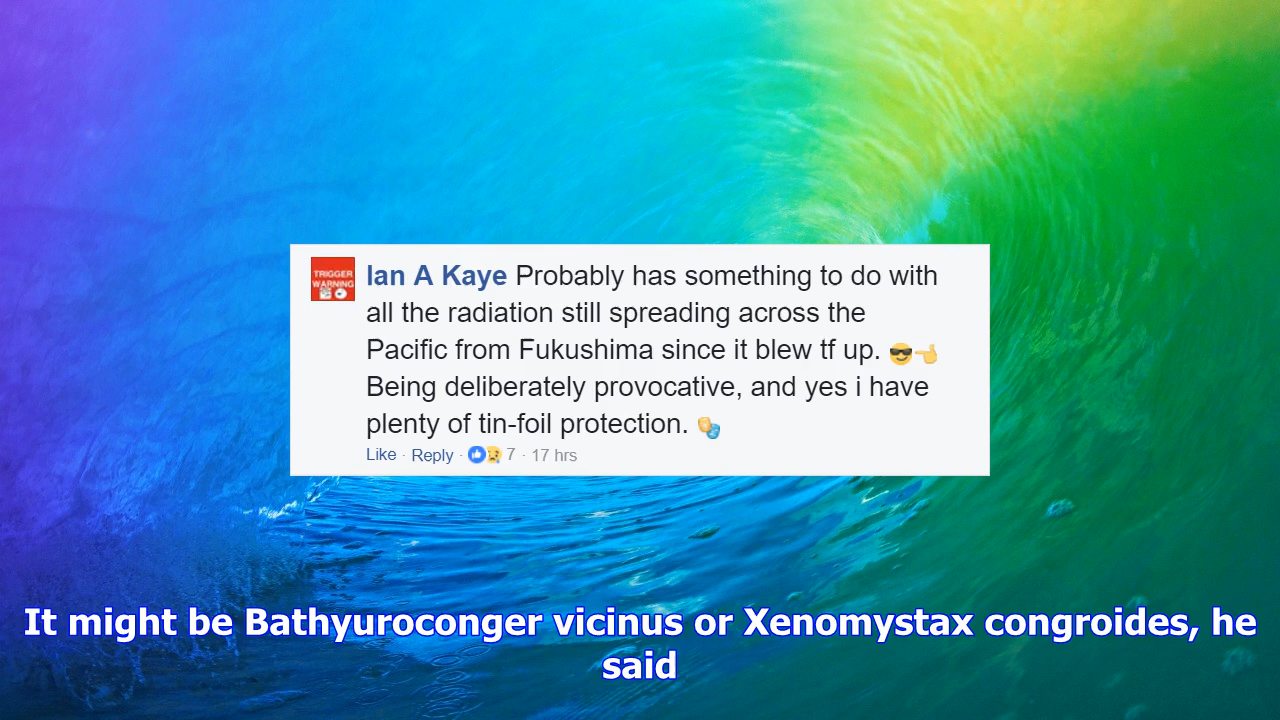 TRIGGER
WARNING
Ian A Kaye Probably has something to do with
all the radiation still spreading across the
Pacific from Fukushima since it blew tf up. 😎👈
Being deliberately provocative, and yes i have
plenty of tin-foil protection.
Like · Reply · 7 · 17 hrs
It might be Bathyuroconger vicinus or Xenomystax congroides, he
said